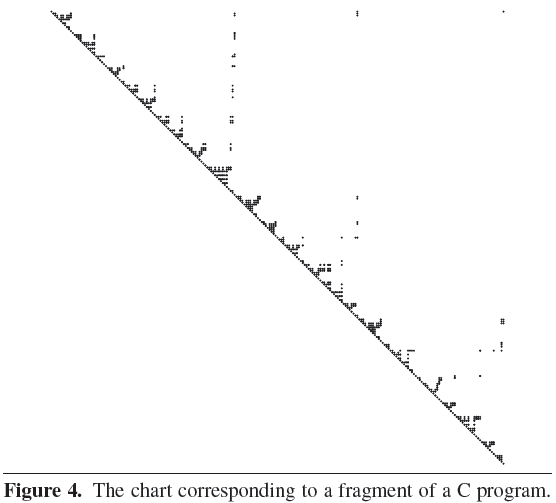 Figure 4. The chart corresponding to a fragment of a C program.